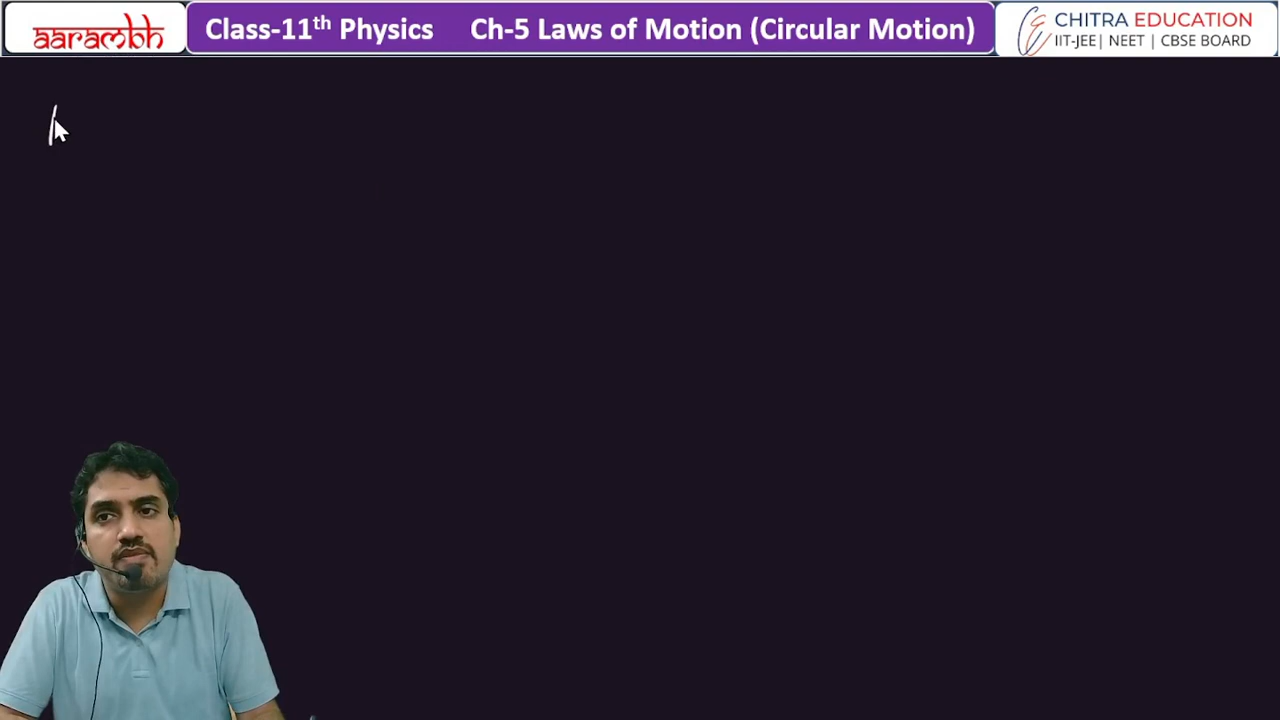 aarambh
Class-11th Physics Ch-5 Laws of Motion (Circular Motion)
CHITRA EDUCATION
IIT-JEE| NEET | CBSE BOARD